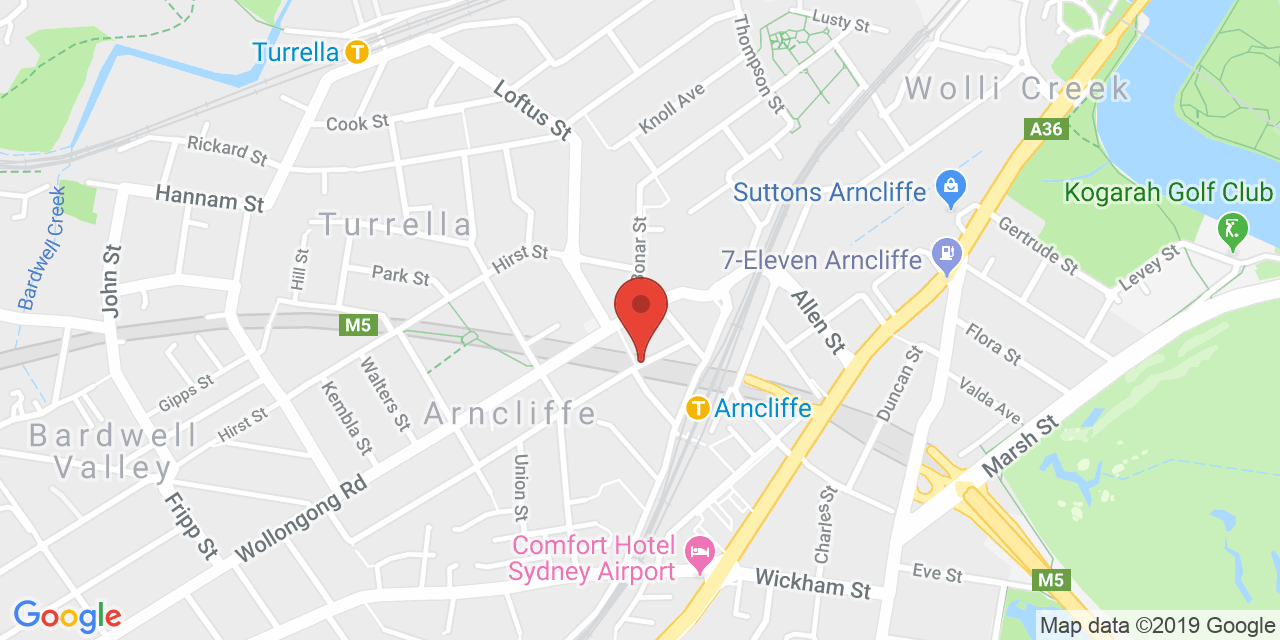 Lusty St
Thompson St
T
Turrella
Loftus St
Knoll Ave
Wolli Creek
Cook St
A36
Rickard St
Suttons Arncliffe
Kogarah Golf Club
Hannam St
Bardwell Creek
Turrella
Bonar St
Gertrude St
John St
Hill St
Hirst St
Park St
7-Eleven Arncliffe
Levey St
Allen St
M5
Flora St
Gipps St
Walters St
Kembla St
Hirst St
Arncliffe
T
Arncliffe
Duncan St
Valda Ave
Marsh St
Bardwell
Valley
Union St
Wollongong Rd
Fripp St
Charles St
Comfort Hotel
Sydney Airport
Wickham St
Eve St
M5
Google
Map data ©2019 Google